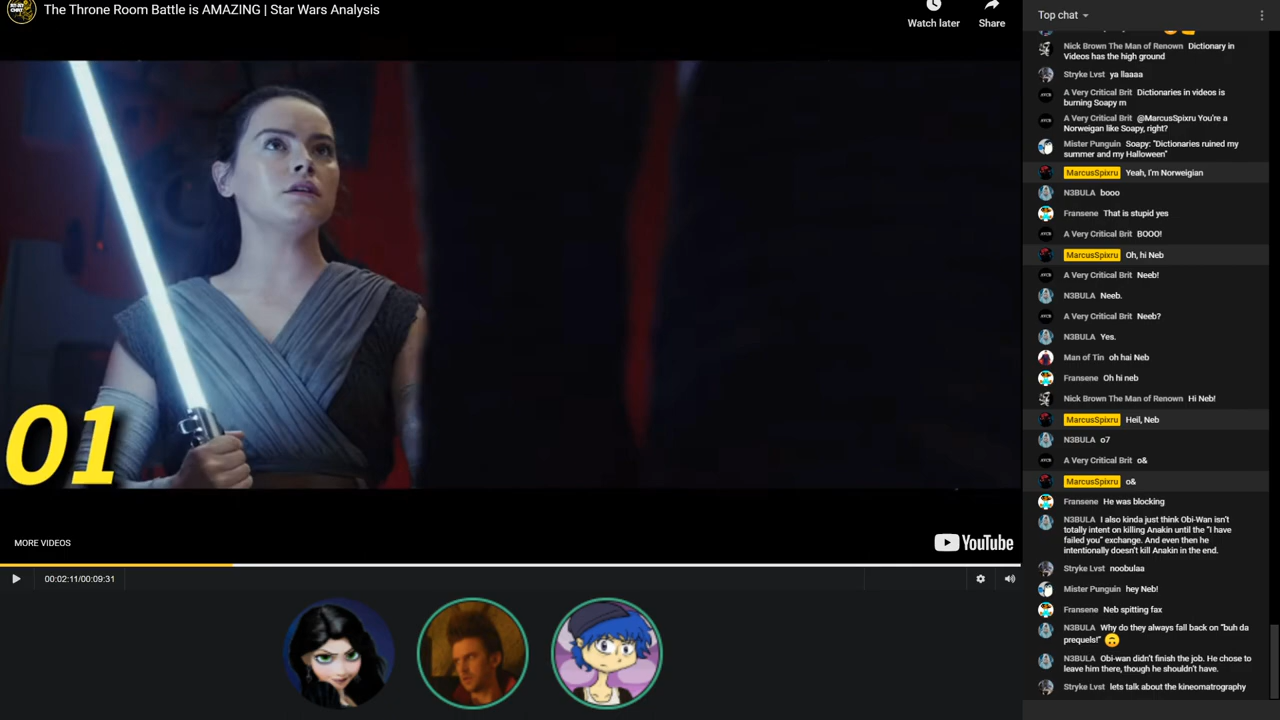 The Throne Room Battle is AMAZING | Star Wars Analysis
Watch later
Share
01
MORE VIDEOS
YouTube
00:02:11/00:09:31
Top chat
Nick Brown The Man of Renown Dictionary in
Videos has the high ground
Stryke Lvst ya llaaaa
A Very Critical Brit Dictionaries in videos is
burning Soapy m
A Very Critical Brit @MarcusSpixru You're a
Norweigan like Soapy, right?
Mister Punguin Soapy: "Dictionaries ruined my
summer and my Halloween"
MarcusSpixru Yeah, I'm Norweigian
N3BULA booo
Fransene That is stupid yes
A Very Critical Brit BOOO!
MarcusSpixru Oh, hi Neb
A Very Critical Brit Neeb!
N3BULA Neeb.
A Very Critical Brit Neeb?
N3BULA Yes.
Man of Tin oh hai Neb
Fransene Oh hi neb
Nick Brown The Man of Renown Hi Neb!
MarcusSpixru Heil, Neb
N3BULA o7
A Very Critical Brit o&
MarcusSpixru o&
Fransene He was blocking
N3BULA I also kinda just think Obi-Wan isn't
totally intent on killing Anakin until the "I have
failed you" exchange. And even then he
intentionally doesn't kill Anakin in the end.
Stryke Lvst noobulaa
Mister Punguin hey Neb!
Fransene Neb spitting fax
N3BULA Why do they always fall back on "buh da
prequels!" 🙃
N3BULA Obi-wan didn't finish the job. He chose to
leave him there, though he shouldn't have.
Stryke Lvst lets talk about the kineomatrography